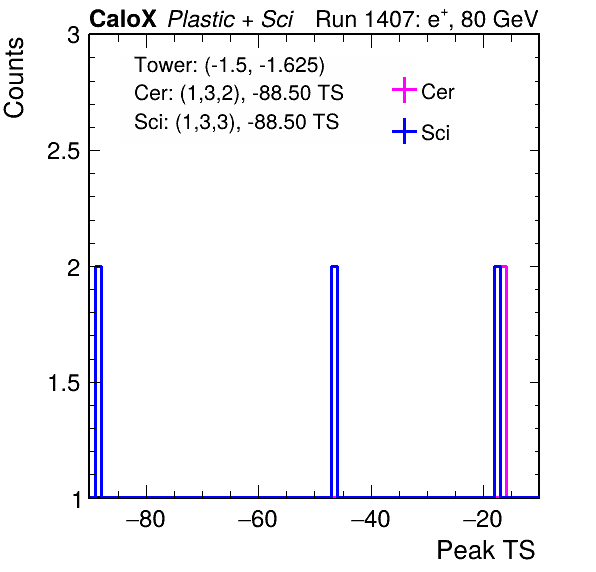 CaloX Plastic + Sci Run 1407: e⁺, 80 GeV
Counts
Tower: (-1.5, -1.625)
Cer: (1,3,2), -88.50 TS
Sci: (1,3,3), -88.50 TS
Cer
Sci
3
2.5
2
1.5
1
−80 −60 −40 −20
Peak TS